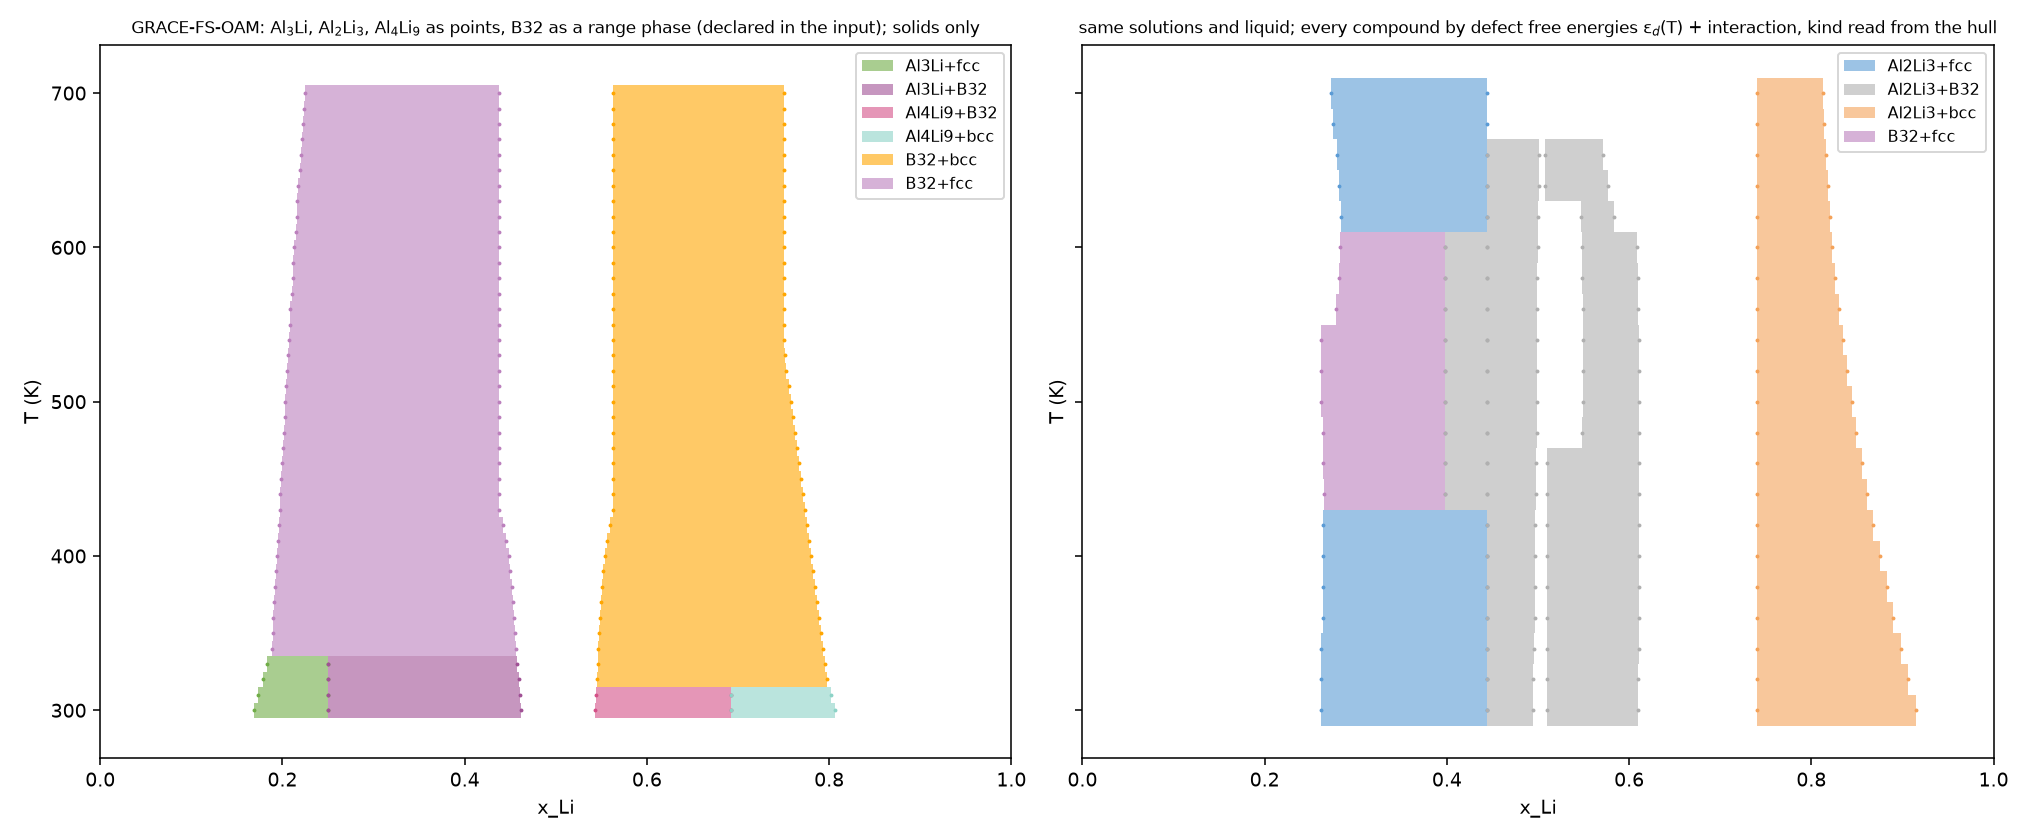 GRACE-FS-OAM: Al₃Li, Al₂Li₃, Al₄Li₉ as points, B32 as a range phase (declared in the input); solids only
Al3Li+fcc
Al3Li+B32
Al4Li9+B32
Al4Li9+bcc
B32+bcc
B32+fcc
700
600
500
400
300
T (K)
0.0 0.2 0.4 0.6 0.8 1.0
x_Li
same solutions and liquid; every compound by defect free energies ε_d(T) + interaction, kind read from the hull
Al2Li3+fcc
Al2Li3+B32
Al2Li3+bcc
B32+fcc
T (K)
0.0 0.2 0.4 0.6 0.8 1.0
x_Li